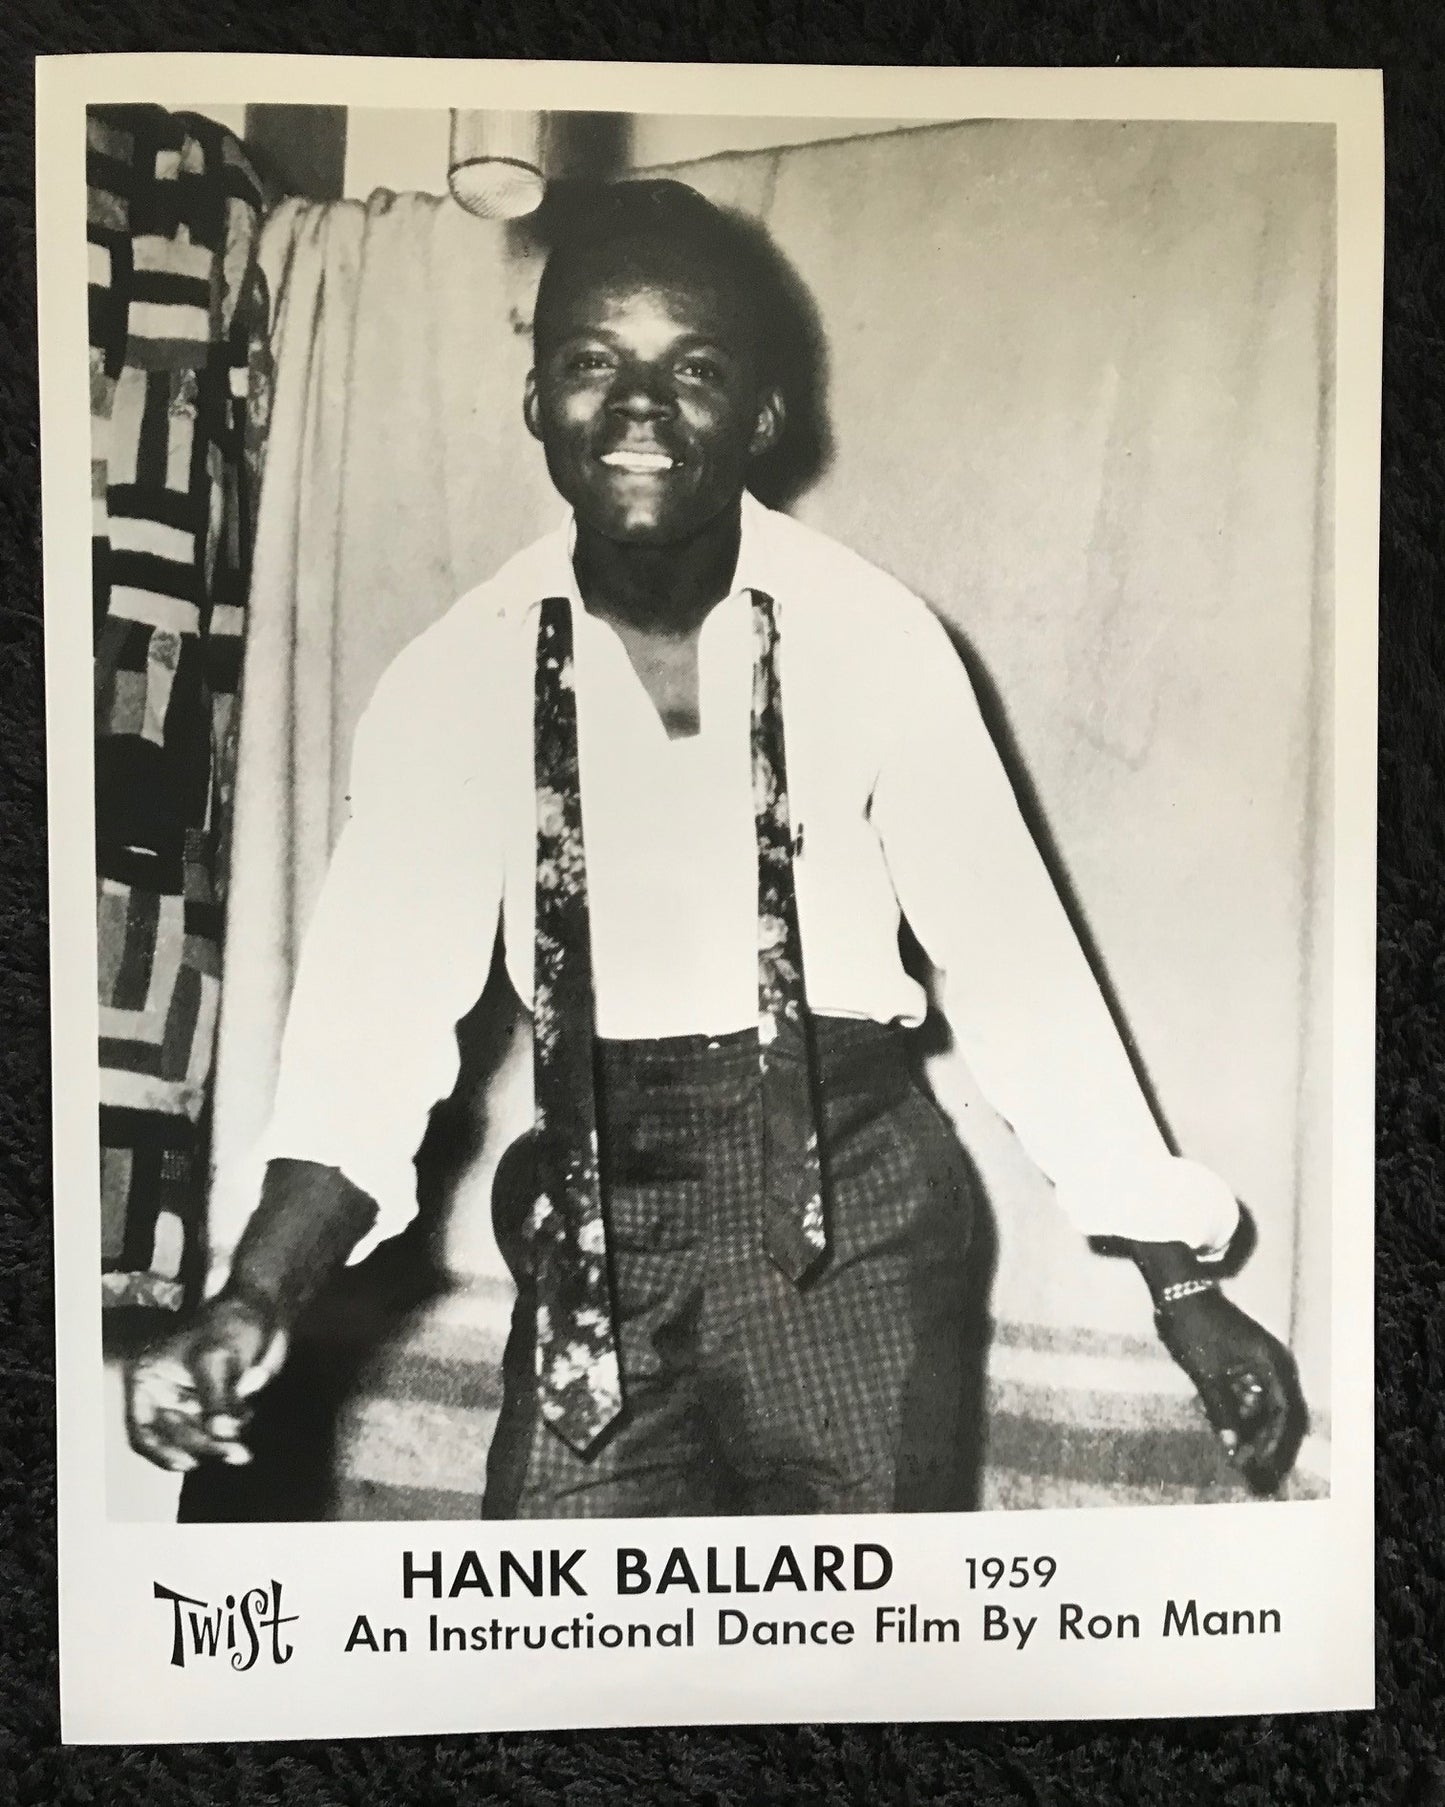 HANK BALLARD 1959
Twist
An Instructional Dance Film By Ron Mann